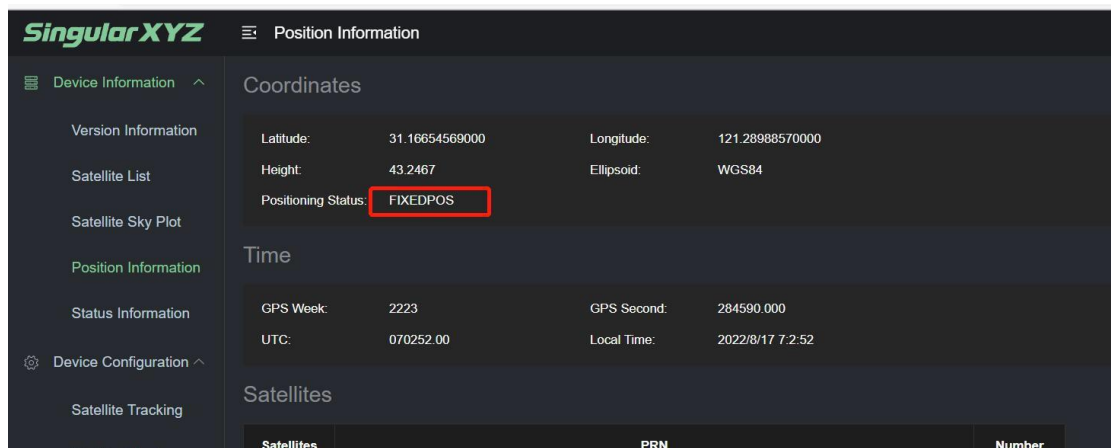 SingularXYZ
Position Information
Device Information
Version Information
Satellite List
Satellite Sky Plot
Position Information
Status Information
Device Configuration
Satellite Tracking
Coordinates
Latitude: 31.16654569000 Longitude: 121.28988570000
Height: 43.2467 Ellipsoid: WGS84
Positioning Status: FIXEDPOS
Time
GPS Week: 2223 GPS Second: 284590.000
UTC: 070252.00 Local Time: 2022/8/17 7:2:52
Satellites
Satellites PRN Number